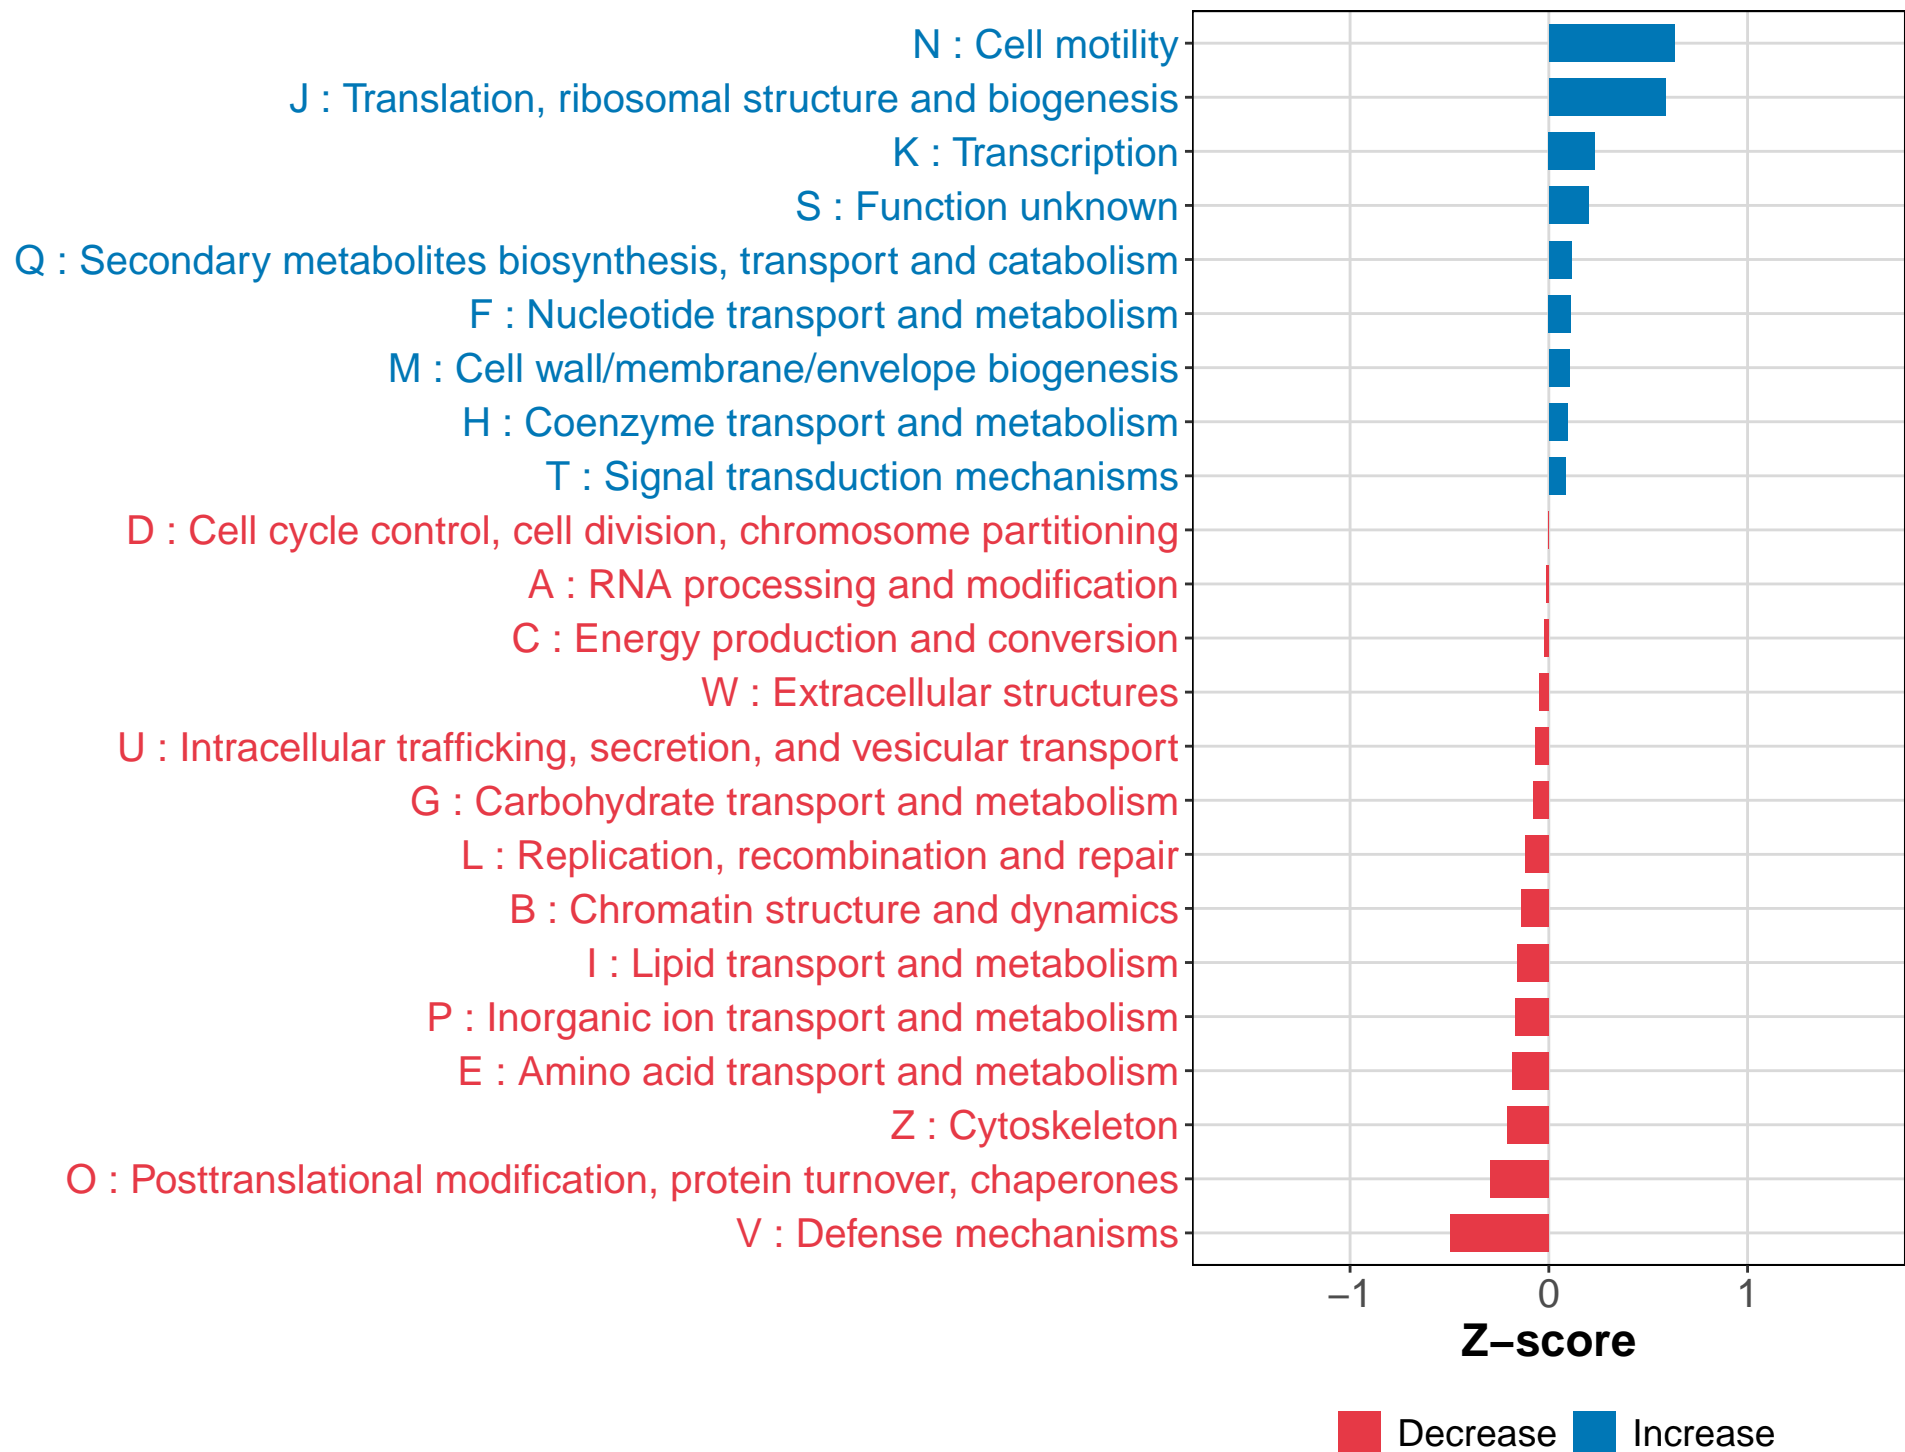 N : Cell motility
J : Translation, ribosomal structure and biogenesis
K : Transcription
S : Function unknown
Q : Secondary metabolites biosynthesis, transport and catabolism
F : Nucleotide transport and metabolism
M : Cell wall/membrane/envelope biogenesis
H : Coenzyme transport and metabolism
T : Signal transduction mechanisms
D : Cell cycle control, cell division, chromosome partitioning
A : RNA processing and modification
C : Energy production and conversion
W : Extracellular structures
U : Intracellular trafficking, secretion, and vesicular transport
G : Carbohydrate transport and metabolism
L : Replication, recombination and repair
B : Chromatin structure and dynamics
I : Lipid transport and metabolism
P : Inorganic ion transport and metabolism
E : Amino acid transport and metabolism
Z : Cytoskeleton
O : Posttranslational modification, protein turnover, chaperones
V : Defense mechanisms
−1 0 1
Z−score
Decrease Increase